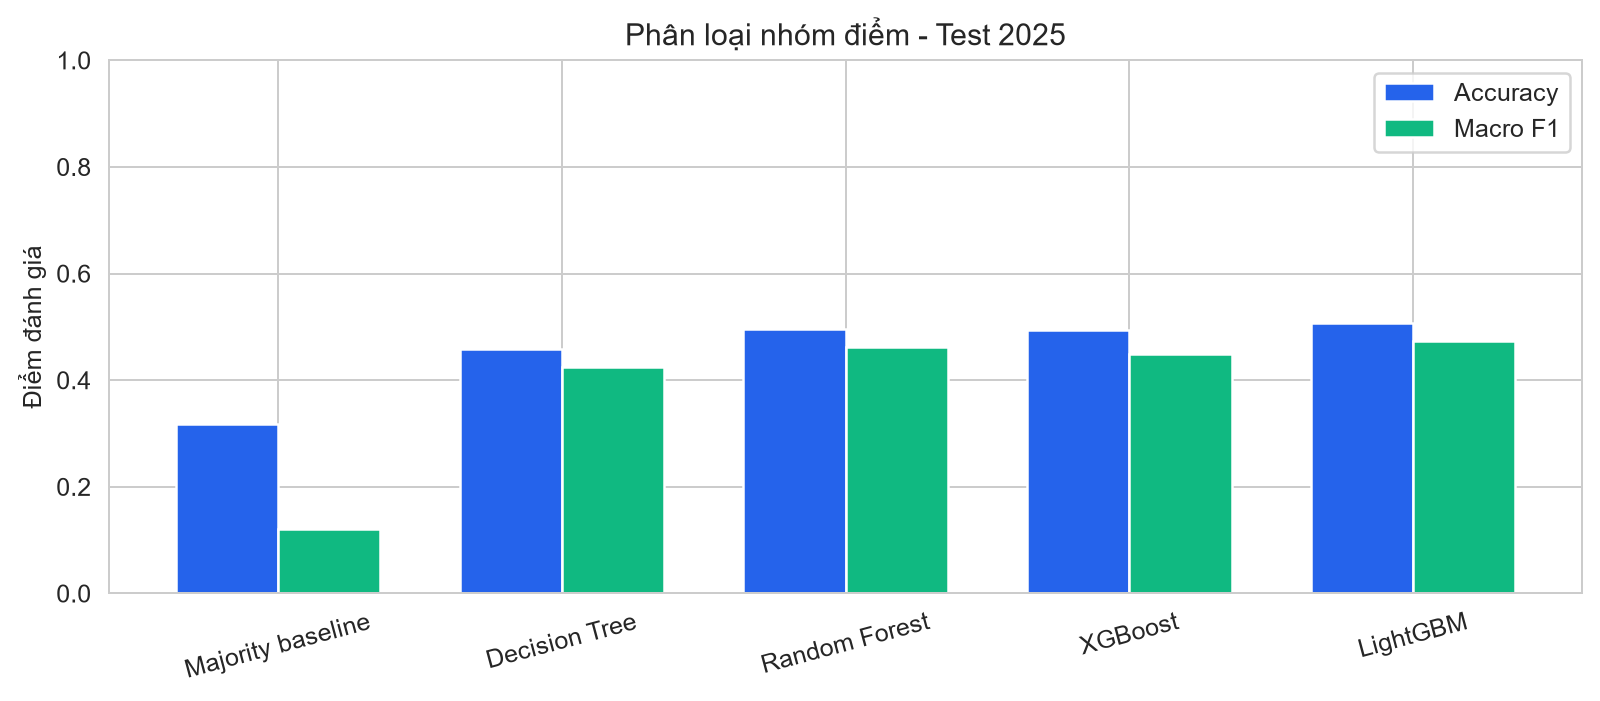 Phân loại nhóm điểm - Test 2025
Accuracy
Macro F1
Điểm đánh giá
1.0
0.8
0.6
0.4
0.2
0.0
Majority baseline
Decision Tree
Random Forest
XGBoost
LightGBM